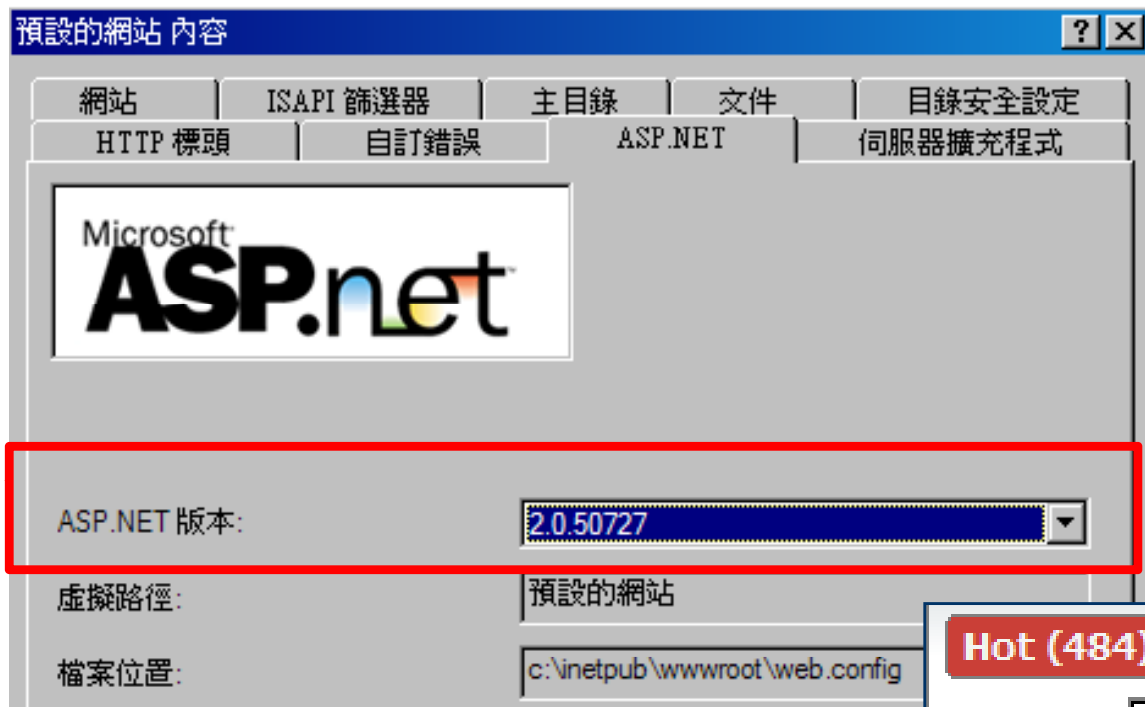 預設的網站 內容
網站 ISAPI 篩選器 主目錄 文件 目錄安全設定
HTTP 標頭 自訂錯誤 ASP.NET 伺服器擴充程式
Microsoft
ASP.net
ASP.NET 版本: 2.0.50727
虛擬路徑: 預設的網站
檔案位置: c:\inetpub\wwwroot\web.config
Hot (484)